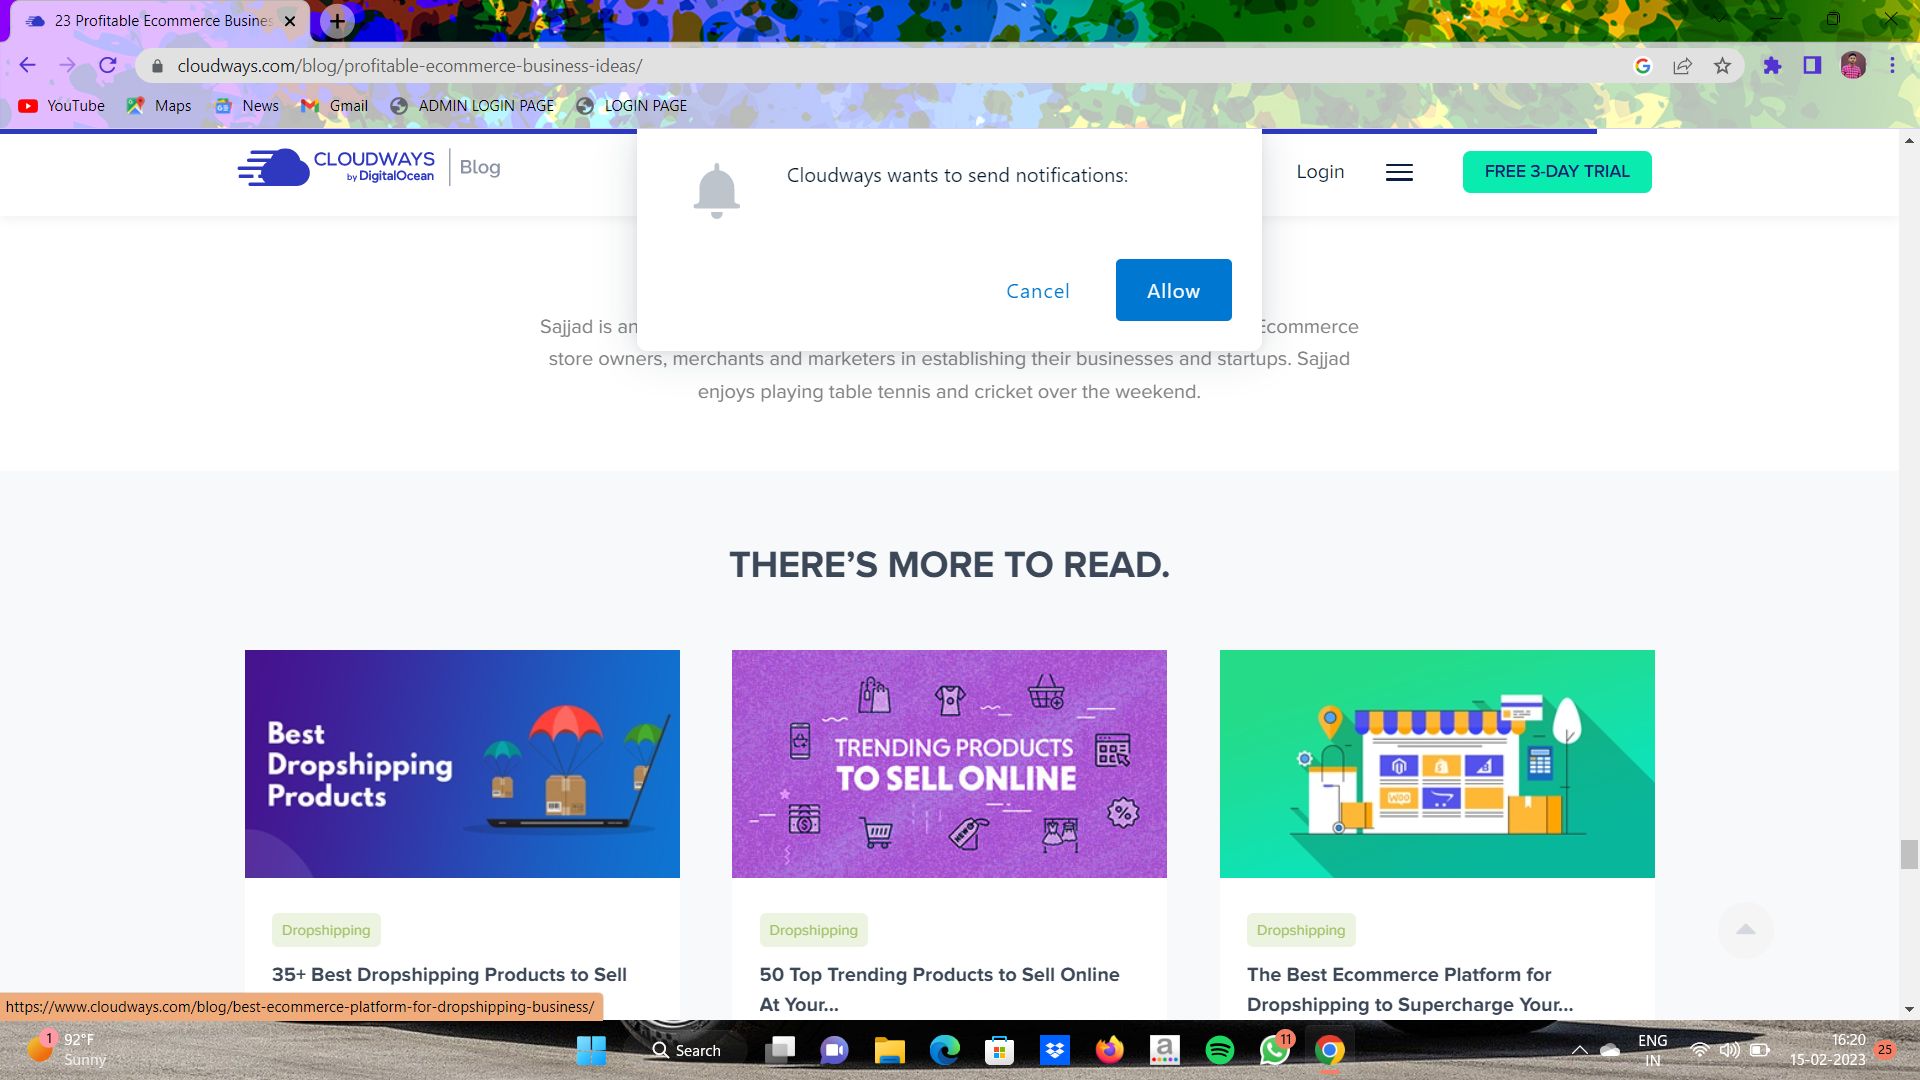 23 Profitable Ecommerce Busines
cloudways.com/blog/profitable-ecommerce-business-ideas/
YouTube Maps News Gmail ADMIN LOGIN PAGE LOGIN PAGE
CLOUDWAYS
by DigitalOcean
Blog
Cloudways wants to send notifications:
Cancel
Allow
Login
FREE 3-DAY TRIAL
Sajjad is an Ecommerce
store owners, merchants and marketers in establishing their businesses and startups. Sajjad
enjoys playing table tennis and cricket over the weekend.
THERE’S MORE TO READ.
Best
Dropshipping
Products
TRENDING PRODUCTS
TO SELL ONLINE
NEW
WOO
Dropshipping
35+ Best Dropshipping Products to Sell
Dropshipping
50 Top Trending Products to Sell Online
At Your...
Dropshipping
The Best Ecommerce Platform for
Dropshipping to Supercharge Your...
https://www.cloudways.com/blog/best-ecommerce-platform-for-dropshipping-business/
1
92°F
Sunny
Search
a
11
ENG
IN
16:20
15-02-2023
25